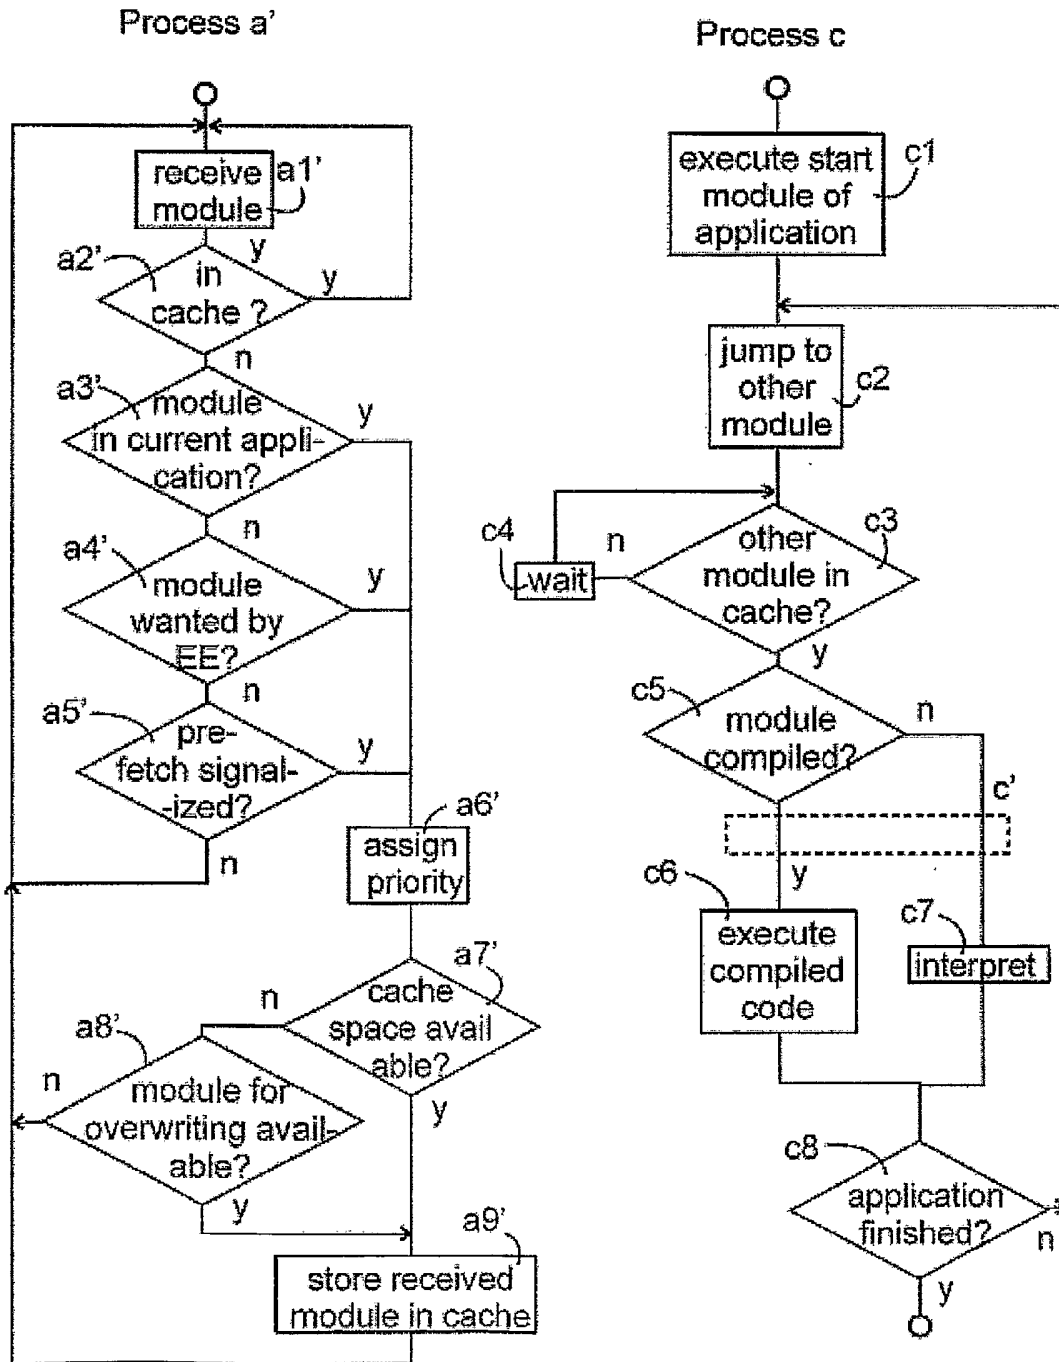 Process a'
receive
module
a1'
y
a2'
in
cache ?
y
n
a3'
module
in current appli-
cation?
y
n
a4'
module
wanted by
EE?
y
n
a5'
pre-
fetch signal-
-ized?
y
n
a6'
assign
priority
a7'
cache
space avail
able?
n
y
a8'
n
module for
overwriting avail-
able?
y
a9'
store received
module in cache
Process c
execute start
module of
application
c1
jump to
other
module
c2
c4
wait
n
c3
other
module in
cache?
y
c5
module
compiled?
n
c'
y
c6
execute
compiled
code
c7
interpret
c8
application
finished?
n
y